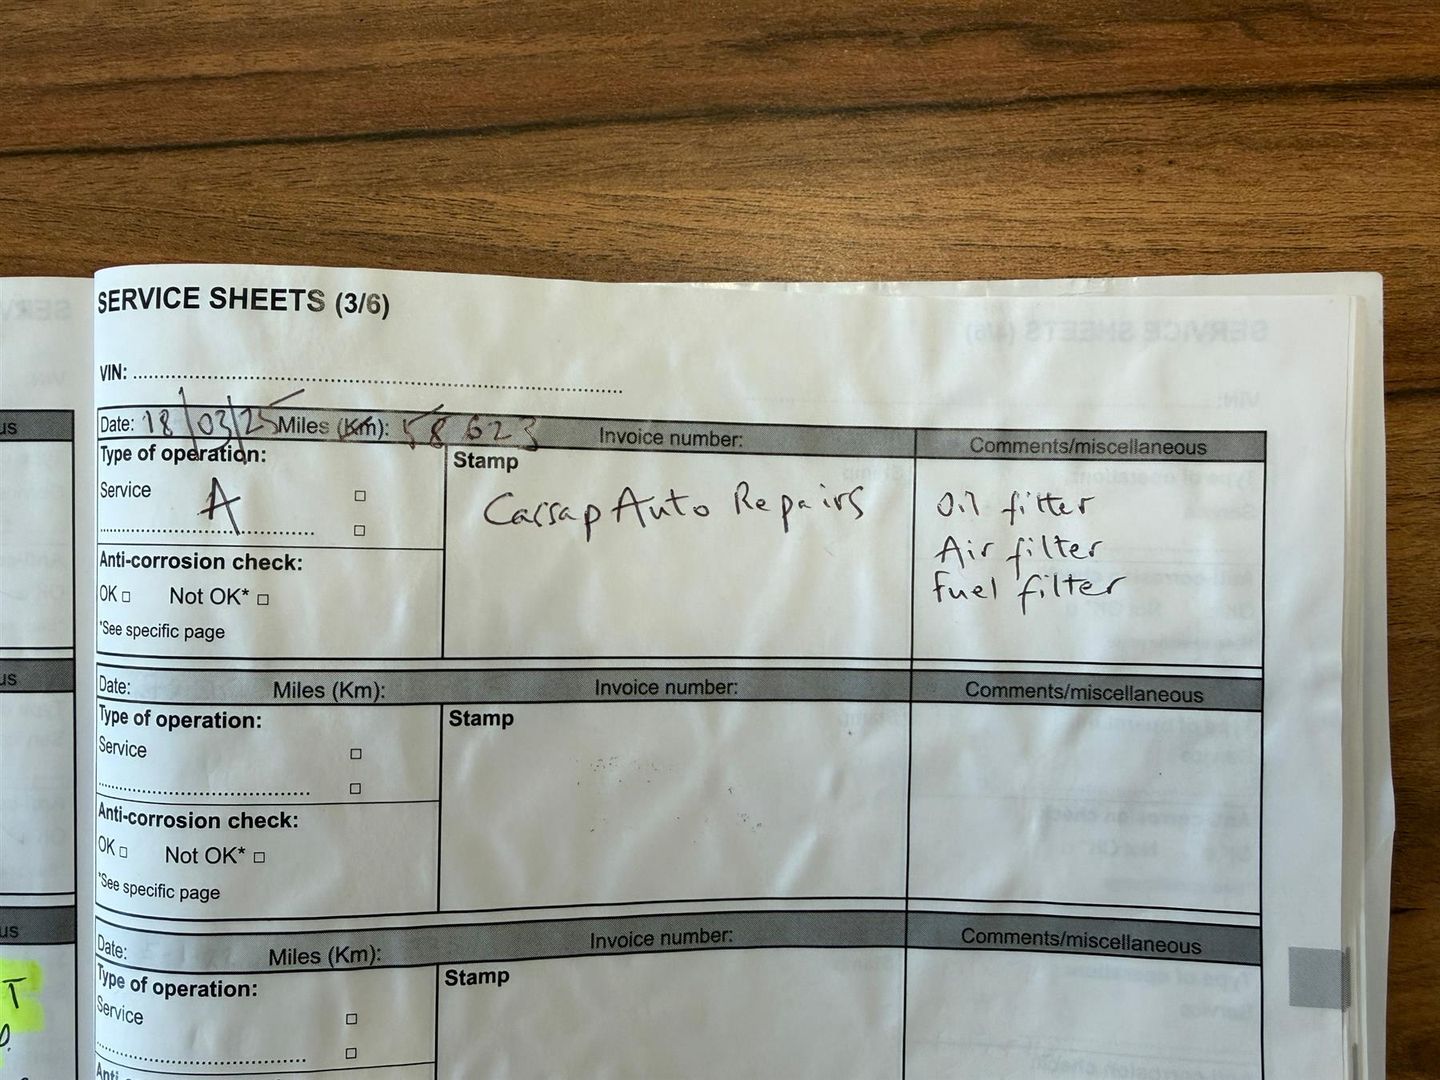 SERVICE SHEETS (3/6)
VIN:
Date: 18/03/25 Miles (Km): 58623 Invoice number: Comments/miscellaneous
Type of operation: Stamp
Service A
Auto Repairs
Oil filter
Air filter
Fuel filter
Anti-corrosion check:
OK Not OK*
*See specific page
Date: Miles (Km): Invoice number: Comments/miscellaneous
Type of operation: Stamp
Service
Anti-corrosion check:
OK Not OK*
*See specific page
Date: Miles (Km): Invoice number: Comments/miscellaneous
Type of operation: Stamp
Service